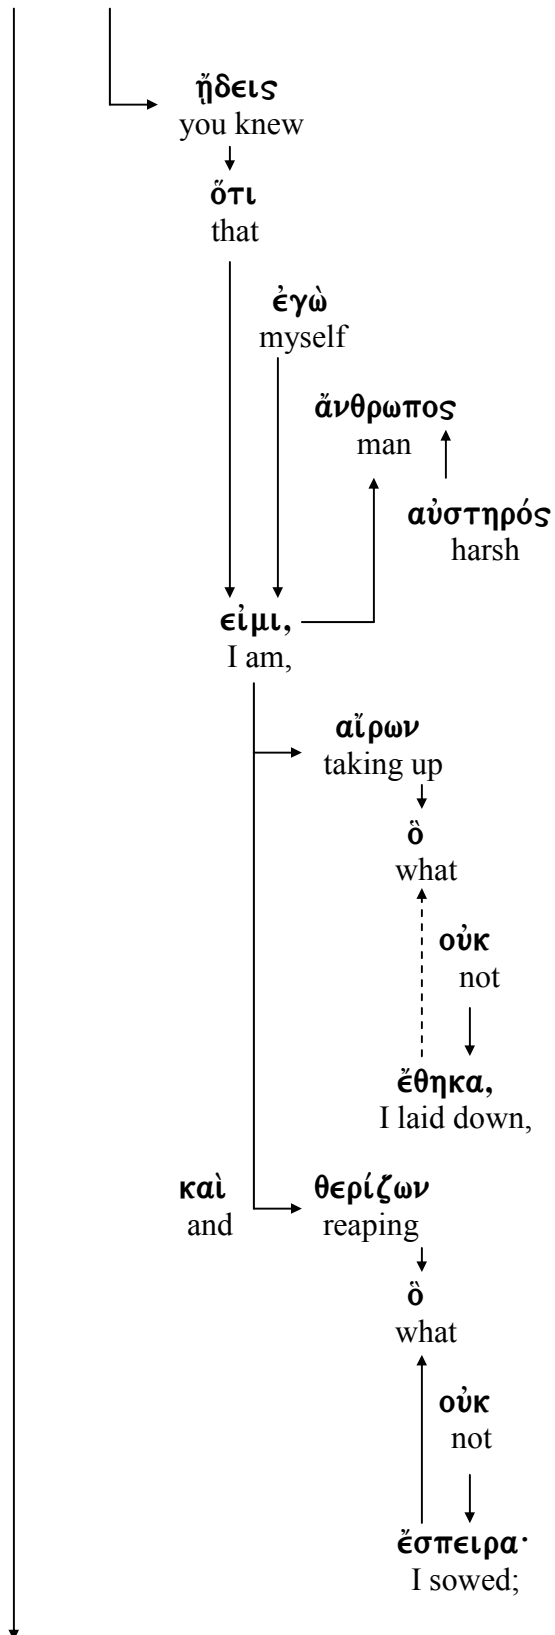 ᾔδεις
you knew
ὅτι
that
ἐγὼ
myself
ἄνθρωπος
man
αὐστηρός
harsh
εἰμι,
I am,
αἴρων
taking up
ὃ
what
οὐκ
not
ἔθηκα,
I laid down,
καὶ θερίζων
and reaping
ὃ
what
οὐκ
not
ἔσπειρα·
I sowed;